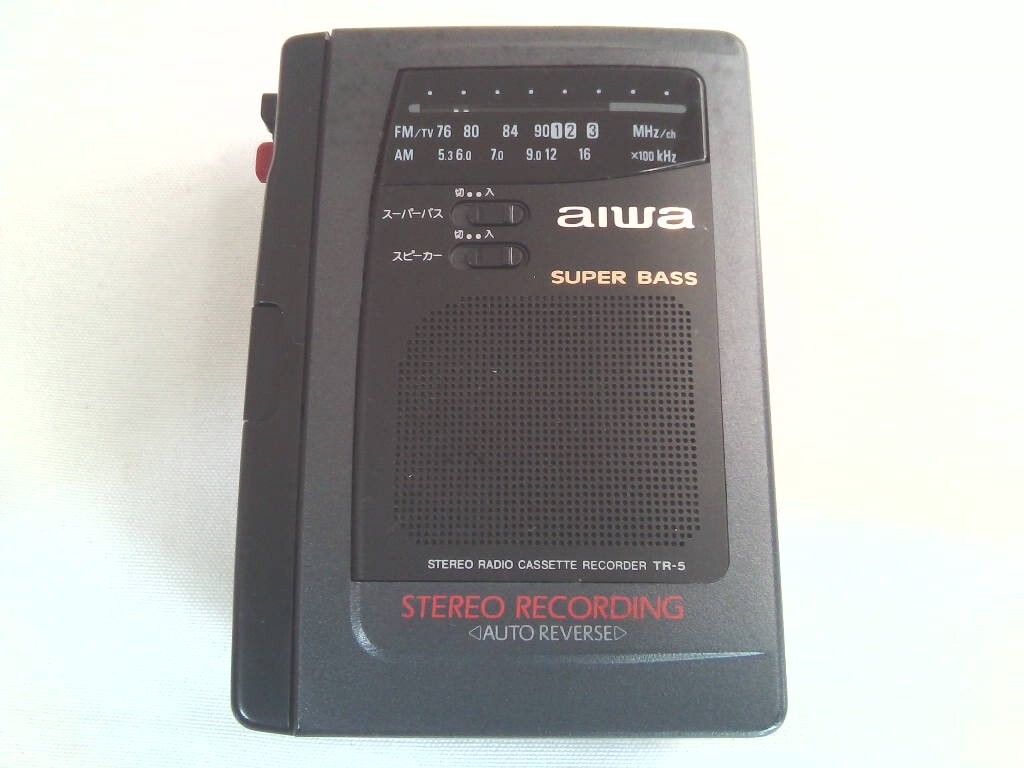 FM/TV 76 80 84 90 1 2 3 MHz/ch
AM 5.3 6.0 7.0 9.0 12 16 ×100 kHz
切●●入
スーパーバス
aiwa
切●●入
スピーカー
SUPER BASS
STEREO RADIO CASSETTE RECORDER TR-5
STEREO RECORDING
◁AUTO REVERSE▷